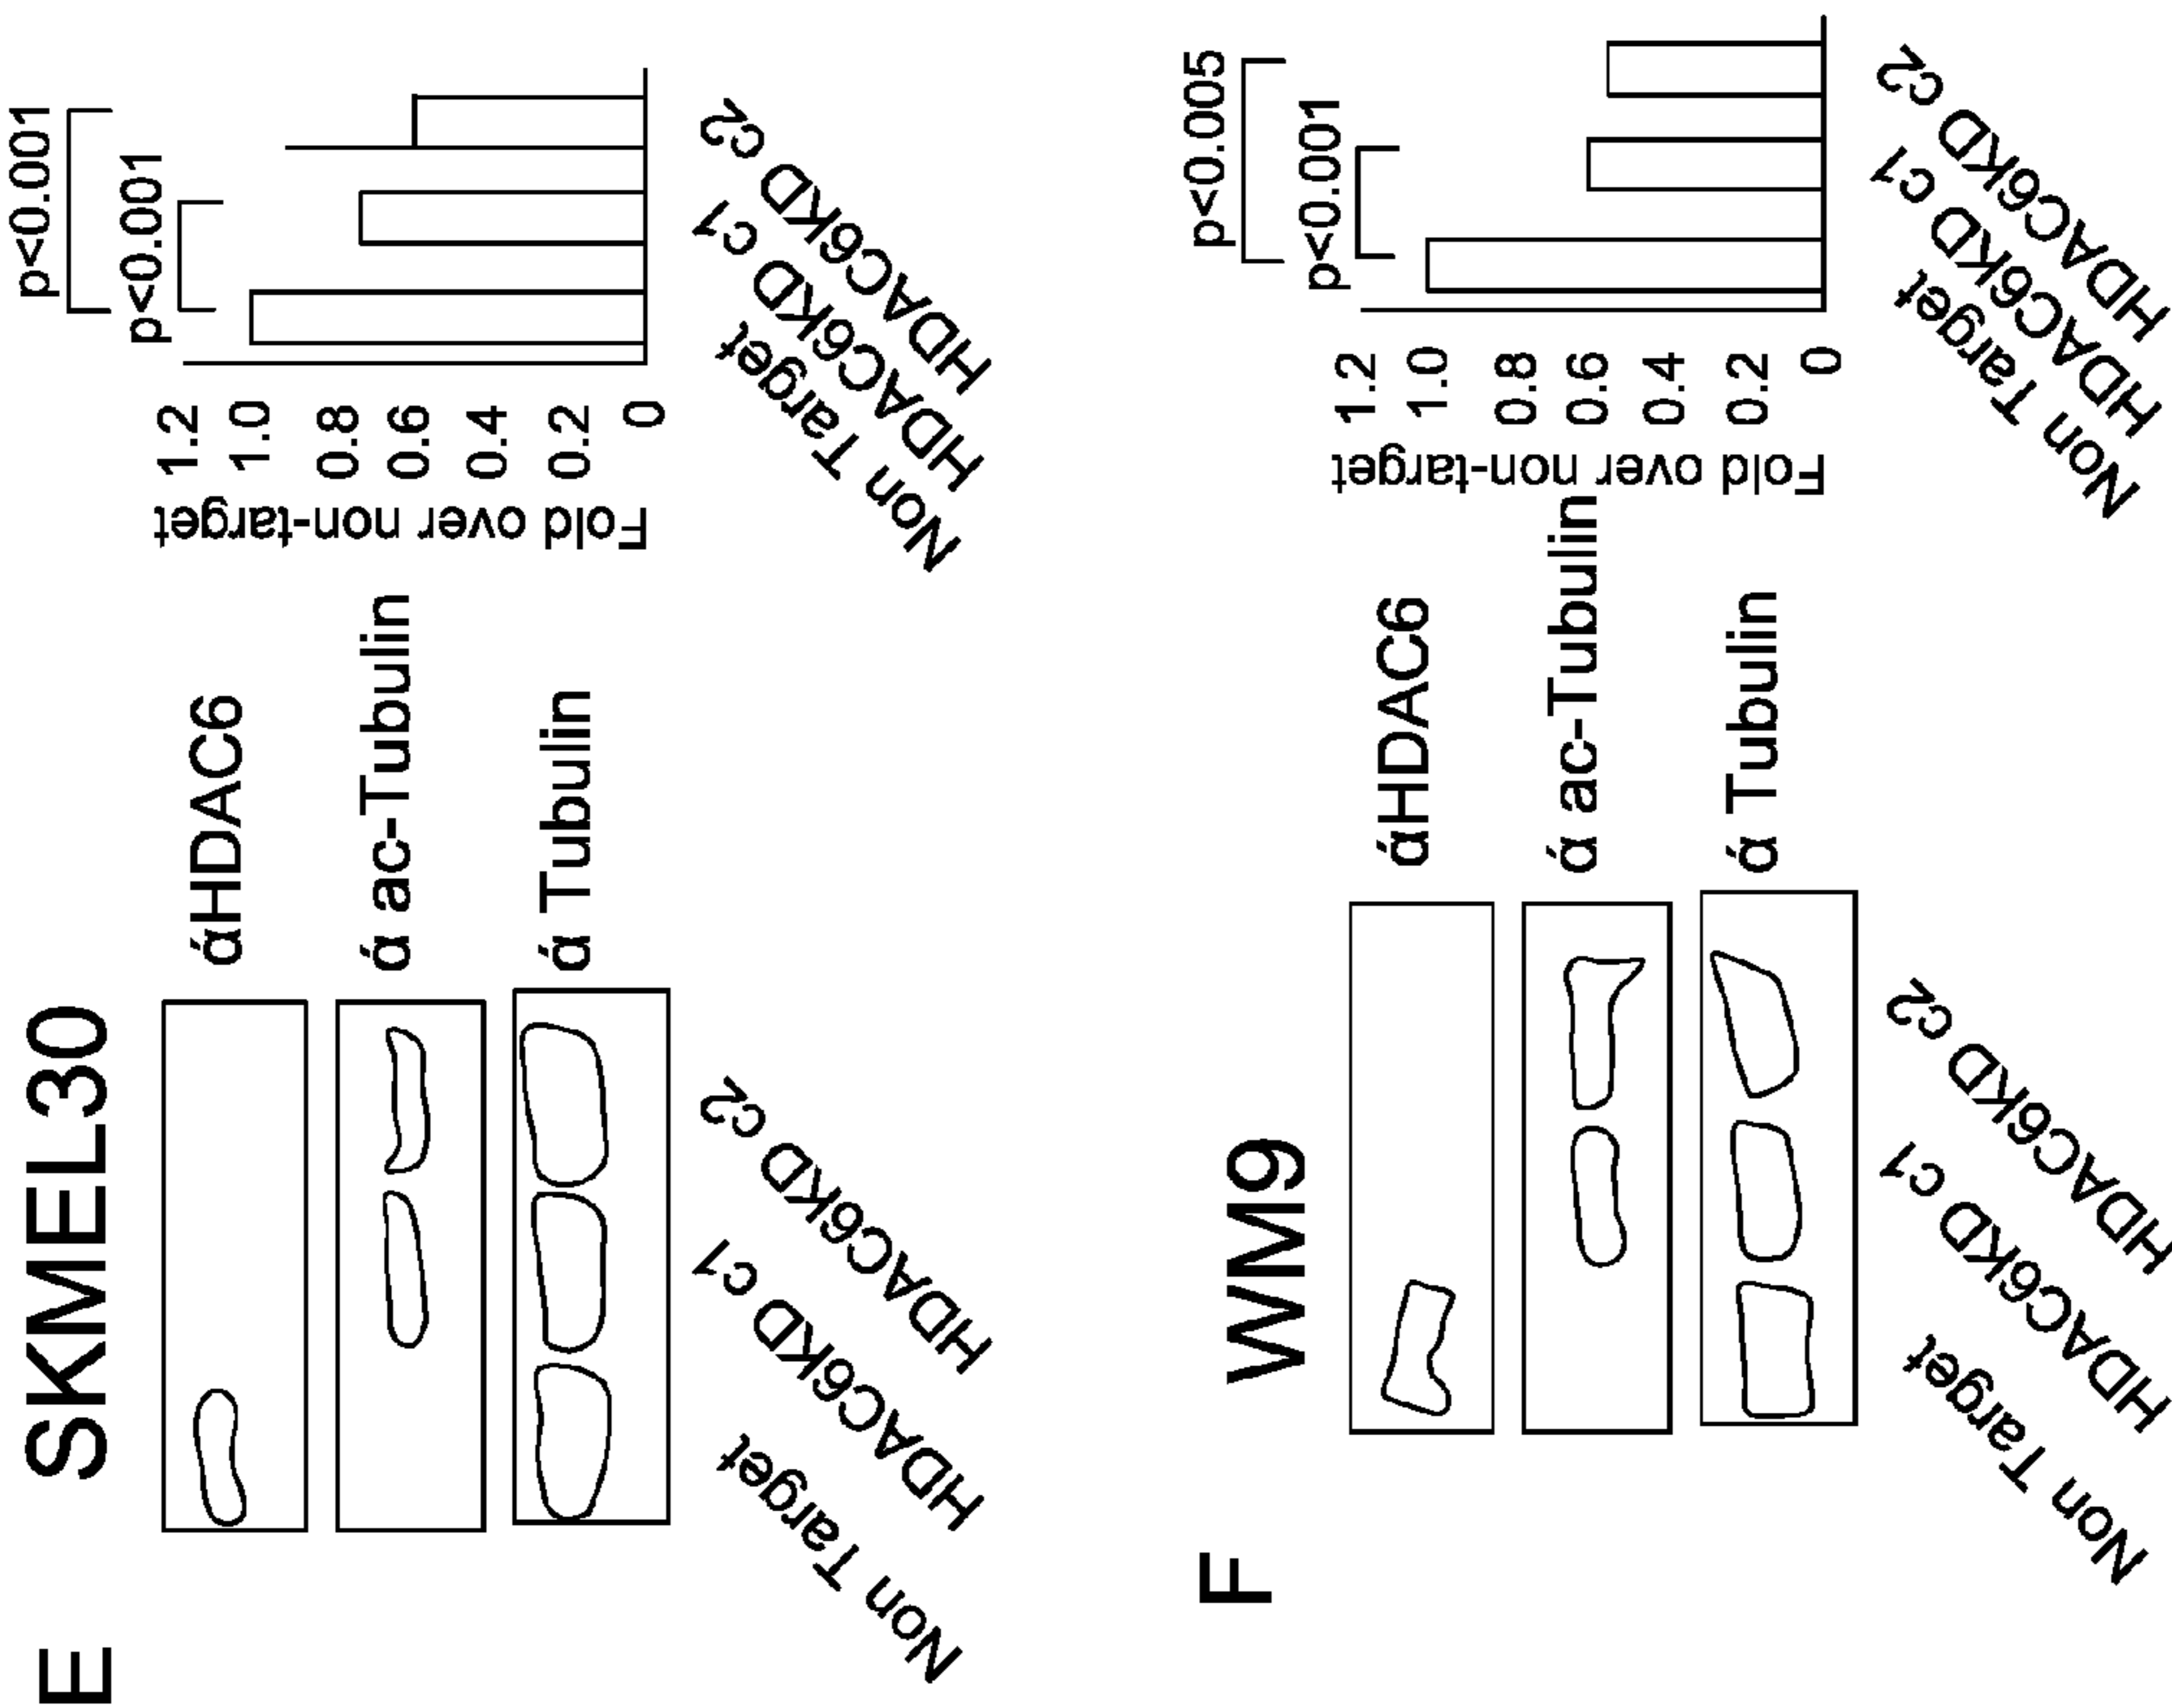 E
SKMEL30
άHDAC6
ά ac-Tubulin
ά Tubulin
Non Target
HDAC6KD c1
HDAC6KD c2
p<0.001
p<0.001
Fold over non-target
1.2
1.0
0.8
0.6
0.4
0.2
0
Non Target
HDAC6KD c1
HDAC6KD c2
F
WM9
άHDAC6
ά ac-Tubulin
ά Tubulin
Non Target
HDAC6KD c1
HDAC6KD c2
p<0.005
p<0.001
Fold over non-target
1.2
1.0
0.8
0.6
0.4
0.2
0
Non Target
HDAC6KD c1
HDAC6KD c2